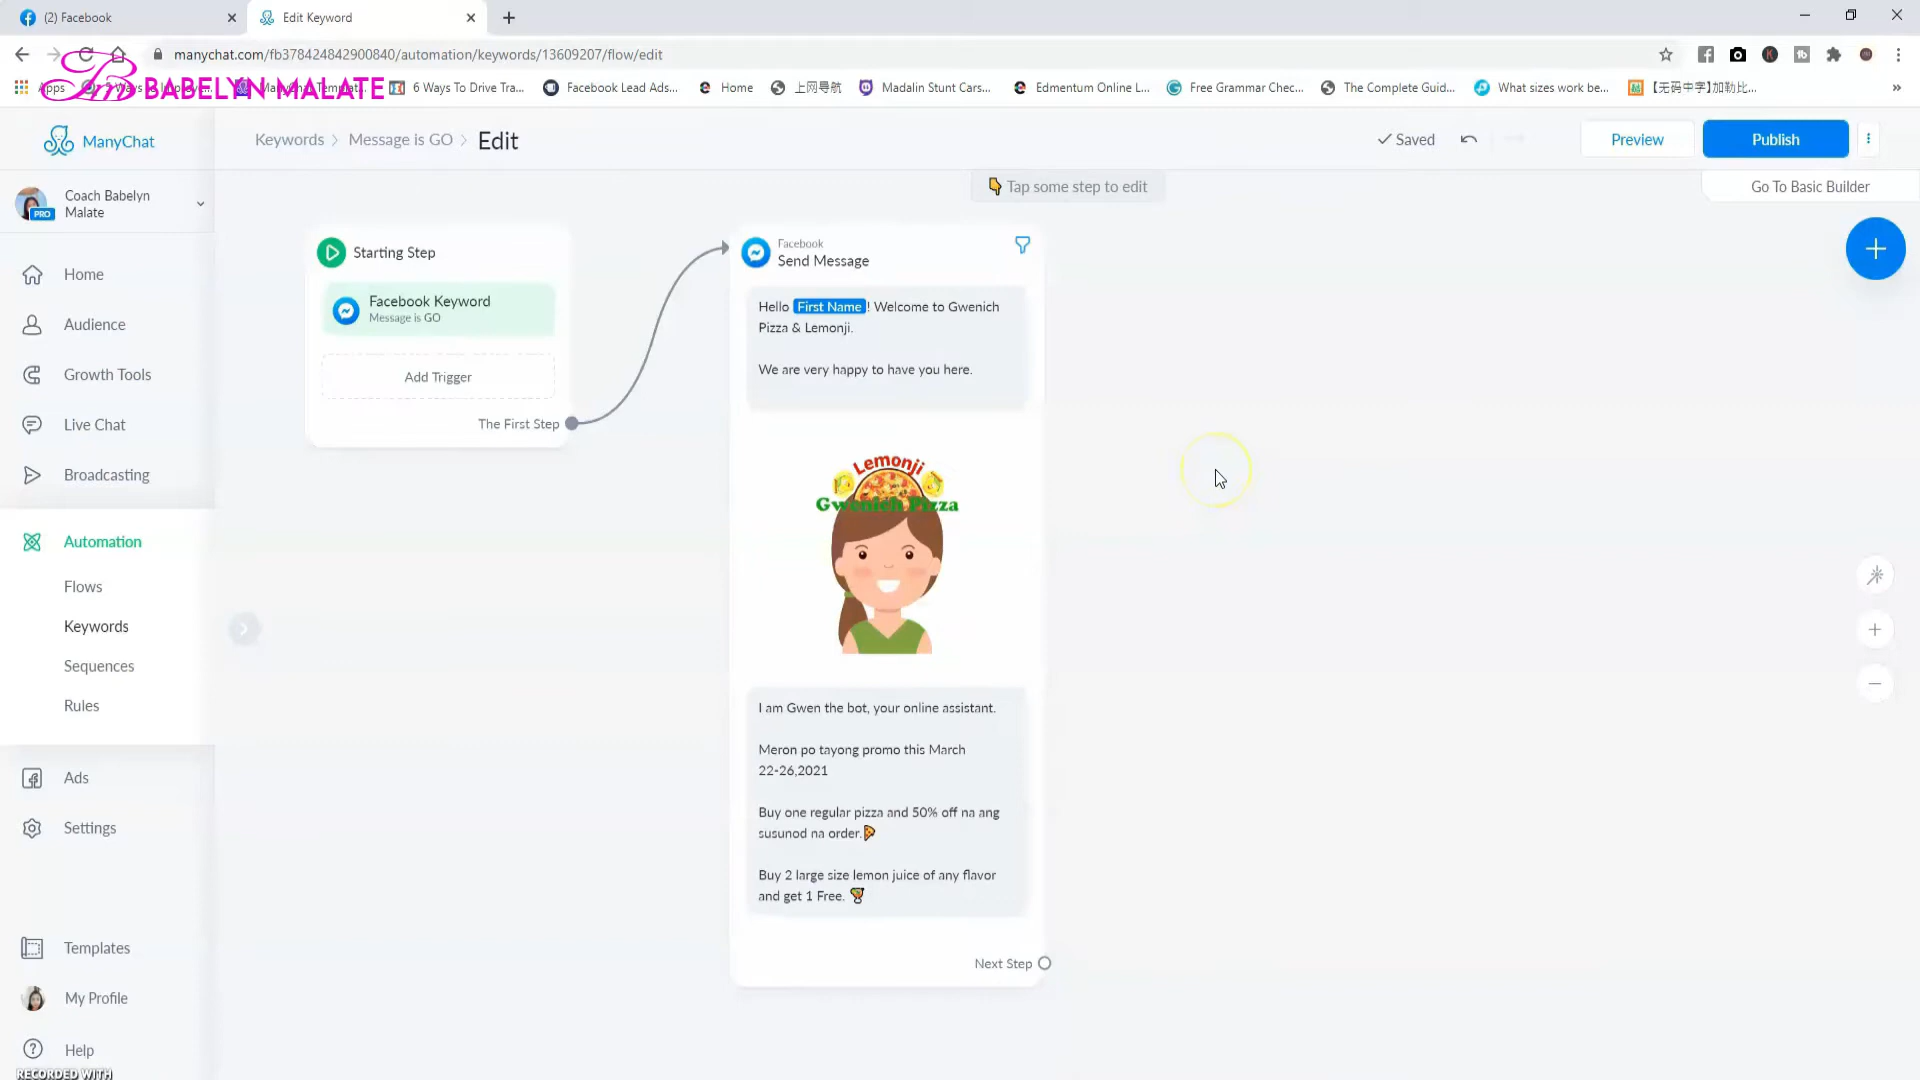 (2) Facebook
Edit Keyword
manychat.com/fb378424842900840/automation/keywords/13609207/flow/edit
Apps
BABELYN MALATE
6 Ways To Drive Tra...
Facebook Lead Ads...
Home
上网导航
Madalin Stunt Cars...
Edmentum Online L...
Free Grammar Chec...
The Complete Guid...
What sizes work be...
【无码中字】加勒比...
ManyChat
Keywords
Message is GO
Edit
Saved
Preview
Publish
Coach Babelyn
Malate
PRO
Tap some step to edit
Go To Basic Builder
Home
Audience
Growth Tools
Live Chat
Broadcasting
Automation
Flows
Keywords
Sequences
Rules
Ads
Settings
Templates
My Profile
Help
RECORDED WITH
Starting Step
Facebook Keyword
Message is GO
Add Trigger
The First Step
Facebook
Send Message
Hello First Name! Welcome to Gwenich
Pizza & Lemonji.
We are very happy to have you here.
Lemonji
Gwenich Pizza
I am Gwen the bot, your online assistant.
Meron po tayong promo this March
22-26,2021
Buy one regular pizza and 50% off na ang
susunod na order.🍕
Buy 2 large size lemon juice of any flavor
and get 1 Free. 🍹
Next Step